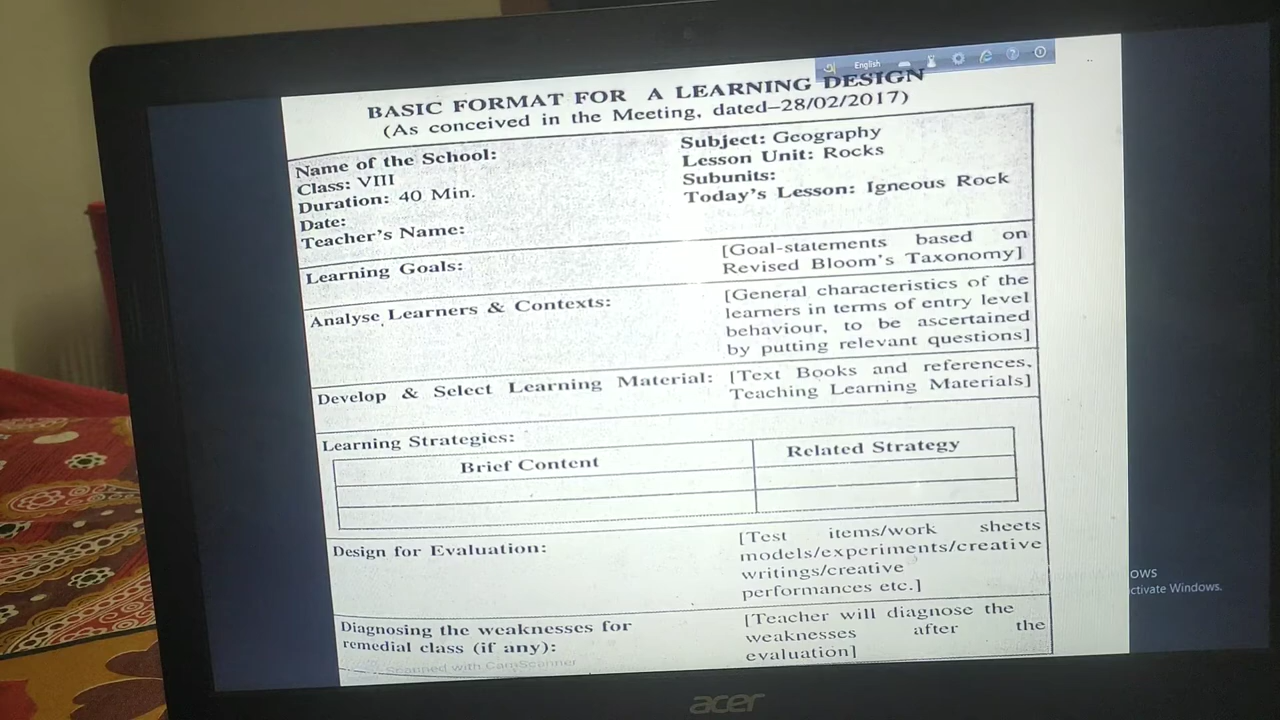 English
BASIC FORMAT FOR A LEARNING DESIGN
(As conceived in the Meeting, dated–28/02/2017)
Name of the School:
Class: VIII
Duration: 40 Min.
Date:
Teacher's Name:
Subject: Geography
Lesson Unit: Rocks
Subunits:
Today's Lesson: Igneous Rock
Learning Goals:
[Goal-statements based on
Revised Bloom's Taxonomy]
Analyse Learners & Contexts:
[General characteristics of the
learners in terms of entry level
behaviour, to be ascertained
by putting relevant questions]
Develop & Select Learning Material:
[Text Books and references,
Teaching Learning Materials]
Learning Strategies:
Brief Content
Related Strategy
Design for Evaluation:
[Test items/work sheets
models/experiments/creative
writings/creative
performances etc.]
Diagnosing the weaknesses for
remedial class (if any):
[Teacher will diagnose the
weaknesses after the
evaluation]
Scanned with CamScanner
ows
ctivate Windows.
acer